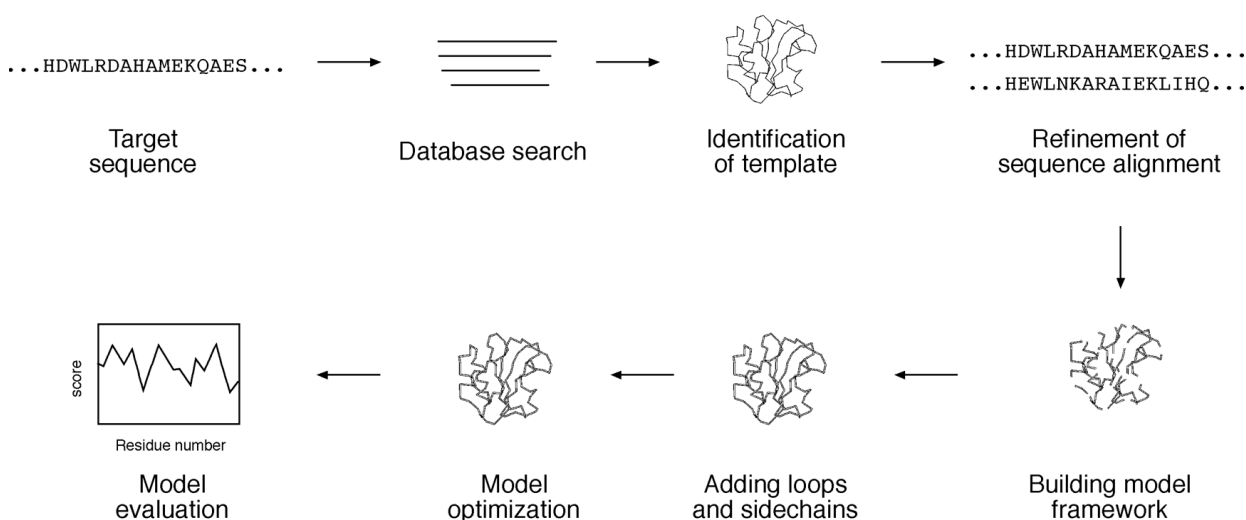 ...HDWLRDAHAMEKQAES...
Target
sequence
Database search
Identification
of template
...HDWLRDAHAMEKQAES...
...HEWLNKARAIEKLIHQ...
Refinement of
sequence alignment
Building model
framework
Adding loops
and sidechains
Model
optimization
score
Residue number
Model
evaluation